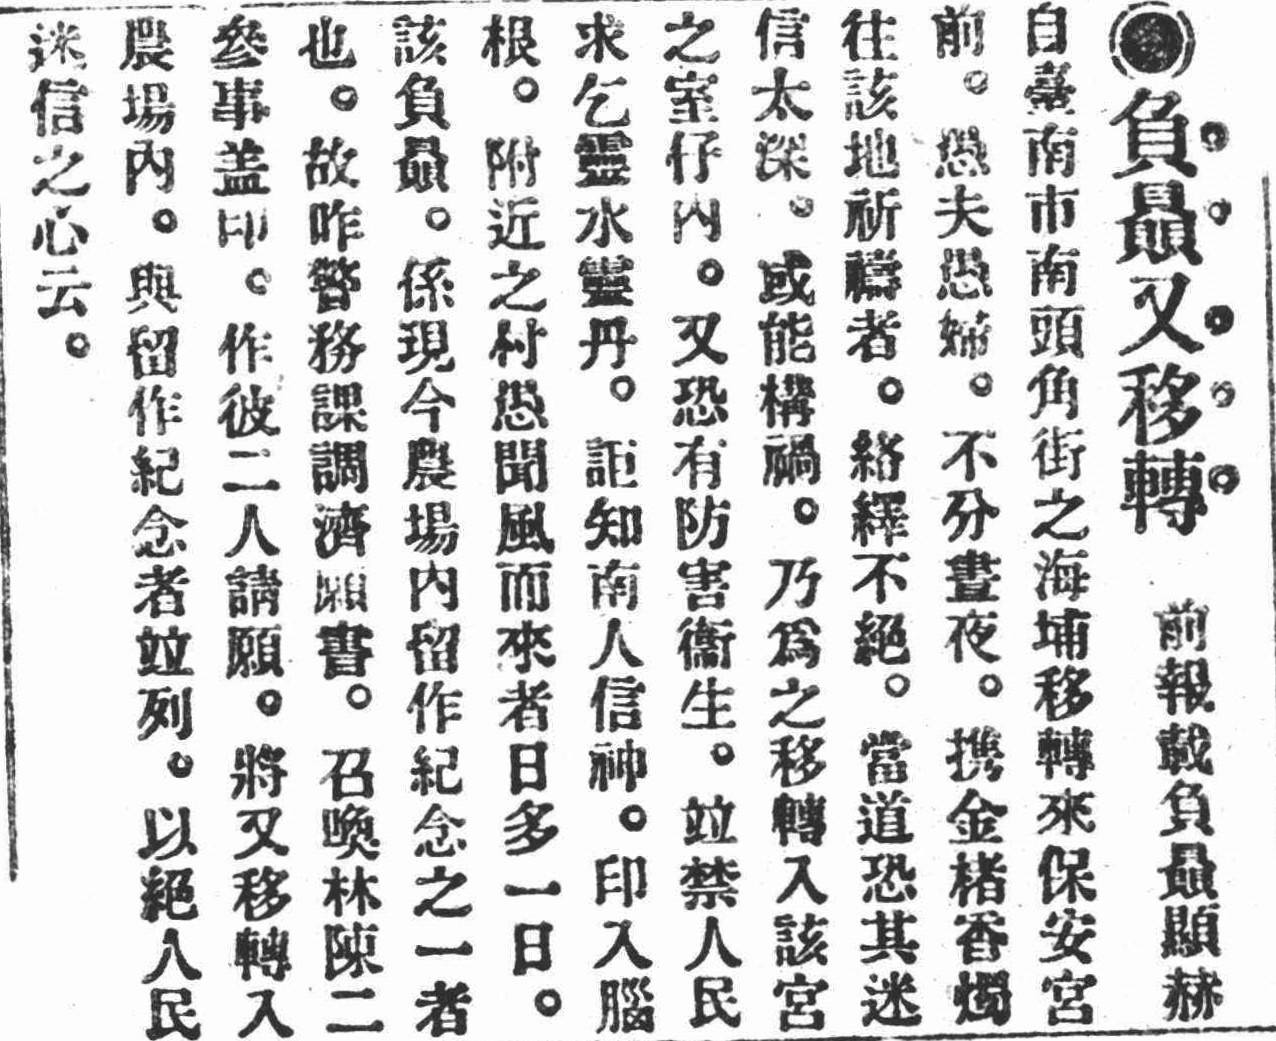 ●負贔又移轉 前報載負贔顯赫
自臺南市南頭角街之海埔移轉來保安宮
前。愚夫愚婦。不分晝夜。携金楮香燭
往該地祈禱者。絡繹不絕。當道恐其迷
信太深。或能構禍。乃爲之移轉入該宮
之室仔內。又恐有防害衞生。並禁人民
求乞靈水靈丹。詎知南人信神。印入腦
根。附近之村愚聞風而來者日多一日。
該負贔。係現今農場內留作紀念之一者
也。故昨警務課調濟願書。召喚林陳二
參事盖印。作彼二人請願。將又移轉入
農場內。與留作紀念者竝列。以絕人民
迷信之心云。